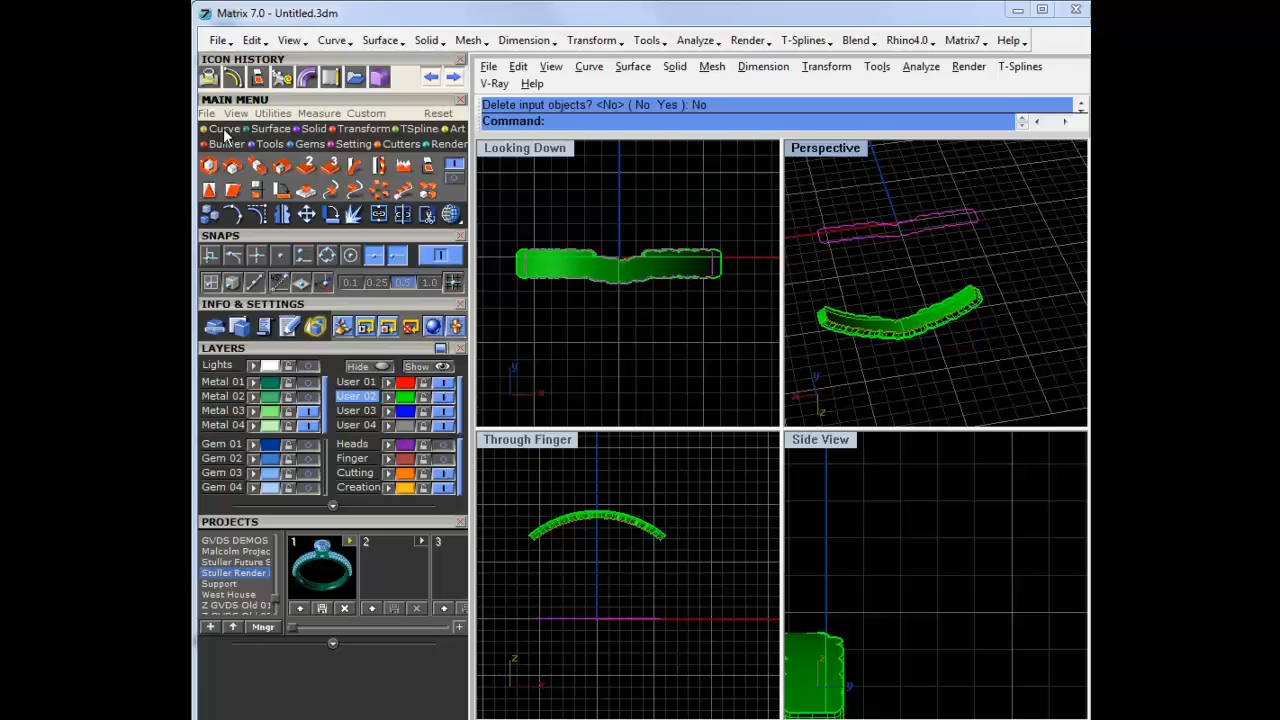 Matrix 7.0 - Untitled.3dm
File Edit View Curve Surface Solid Mesh Dimension Transform Tools Analyze Render T-Splines Blend Rhino4.0 Matrix7 Help
ICON HISTORY
MAIN MENU
File View Utilities Measure Custom Reset
Curve Surface Solid Transform TSpline Art
Builder Tools Gems Setting Cutters Render
2 3
SNAPS
0.1 0.25 0.5 1.0
INFO & SETTINGS
LAYERS
Lights Hide Show
Metal 01 User 01
Metal 02 User 02
Metal 03 User 03
Metal 04 User 04
Gem 01 Heads
Gem 02 Finger
Gem 03 Cutting
Gem 04 Creation
PROJECTS
GVDS DEMOS
Malcolm Projec
Stuller Future S
Stuller Render
Support
West House
Z GVDS Old 01
1 2 3
Mngr
File Edit View Curve Surface Solid Mesh Dimension Transform Tools Analyze Render T-Splines
V-Ray Help
Delete input objects? <No> ( No Yes ): No
Command:
Looking Down
y
x
Perspective
y
x
z
Through Finger
z
x
Side View
z
y